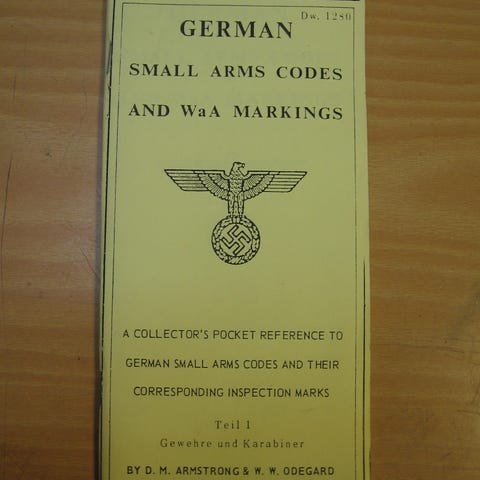 Dw. 1280
GERMAN
SMALL ARMS CODES
AND WaA MARKINGS
A COLLECTOR'S POCKET REFERENCE TO
GERMAN SMALL ARMS CODES AND THEIR
CORRESPONDING INSPECTION MARKS
Teil 1
Gewehre und Karabiner
BY D. M. ARMSTRONG & W. W. ODEGARD